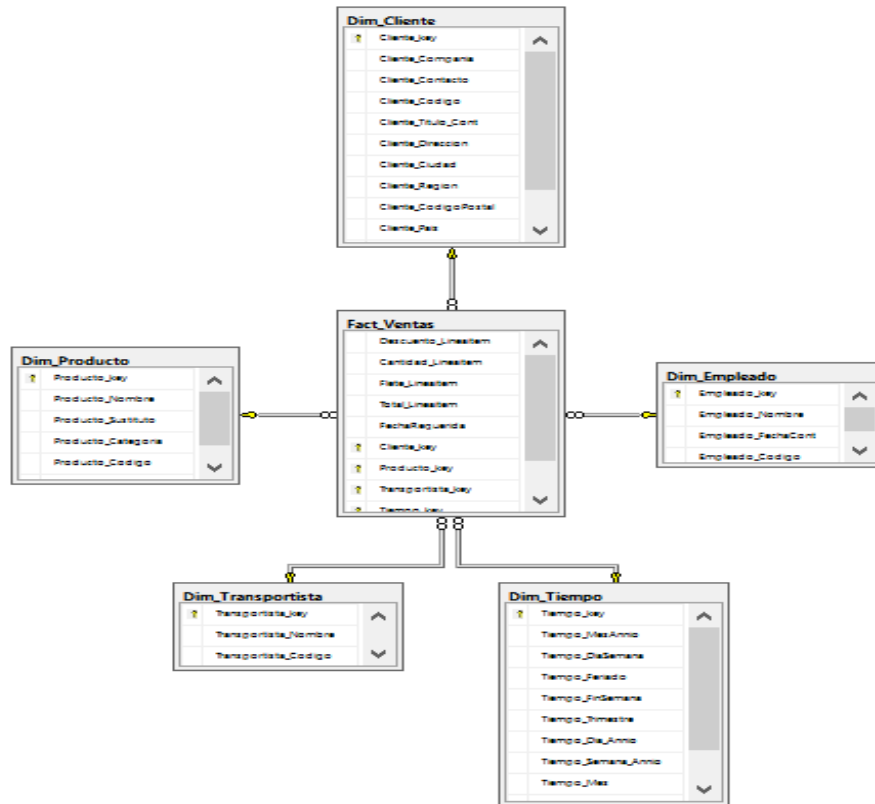 Dim_Cliente
Cliente_key
Cliente_Compania
Cliente_Contacto
Cliente_Codigo
Cliente_Titulo_Cont
Cliente_Direccion
Cliente_Ciudad
Cliente_Region
Cliente_CodigoPostal
Cliente_Pais
Fact_Ventas
Descuento_LineaItem
Cantidad_LineaItem
Flete_LineaItem
Total_LineaItem
FechaRequerida
Cliente_key
Producto_key
Transportista_key
Tiempo_key
Dim_Producto
Producto_key
Producto_Nombre
Producto_Sustituto
Producto_Categoria
Producto_Codigo
Dim_Empleado
Empleado_key
Empleado_Nombre
Empleado_FechaCont
Empleado_Codigo
Dim_Transportista
Transportista_key
Transportista_Nombre
Transportista_Codigo
Dim_Tiempo
Tiempo_key
Tiempo_MesAnnio
Tiempo_DiaSemana
Tiempo_Feriado
Tiempo_FinSemana
Tiempo_Trimestre
Tiempo_Dia_Annio
Tiempo_Semana_Annio
Tiempo_Mes